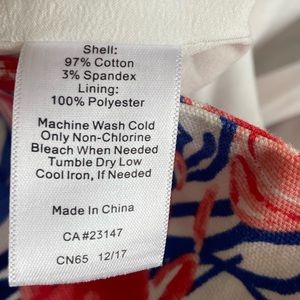 Shell:
97% Cotton
3% Spandex
Lining:
100% Polyester
Machine Wash Cold
Only Non-Chlorine
Bleach When Needed
Tumble Dry Low
Cool Iron, If Needed
Made In China
CA#23147
CN65 12/17